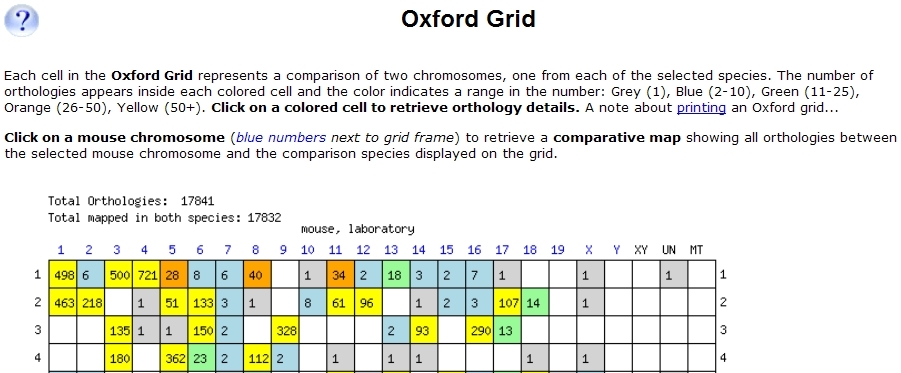 ?
Oxford Grid
Each cell in the Oxford Grid represents a comparison of two chromosomes, one from each of the selected species. The number of
orthologies appears inside each colored cell and the color indicates a range in the number: Grey (1), Blue (2-10), Green (11-25),
Orange (26-50), Yellow (50+). Click on a colored cell to retrieve orthology details. A note about printing an Oxford grid...
Click on a mouse chromosome (blue numbers next to grid frame) to retrieve a comparative map showing all orthologies between
the selected mouse chromosome and the comparison species displayed on the grid.
Total Orthologies: 17841
Total mapped in both species: 17832
mouse, laboratory
1 2 3 4 5 6 7 8 9 10 11 12 13 14 15 16 17 18 19 X Y XY UN MT
1 498 6 500 721 28 8 6 40 1 34 2 18 3 2 7 1 1 1 1
2 463 218 1 51 133 3 1 8 61 96 1 2 3 107 14 1 2
3 135 1 1 150 2 328 2 93 290 13 3
4 180 362 23 2 112 2 1 1 1 1 1 4